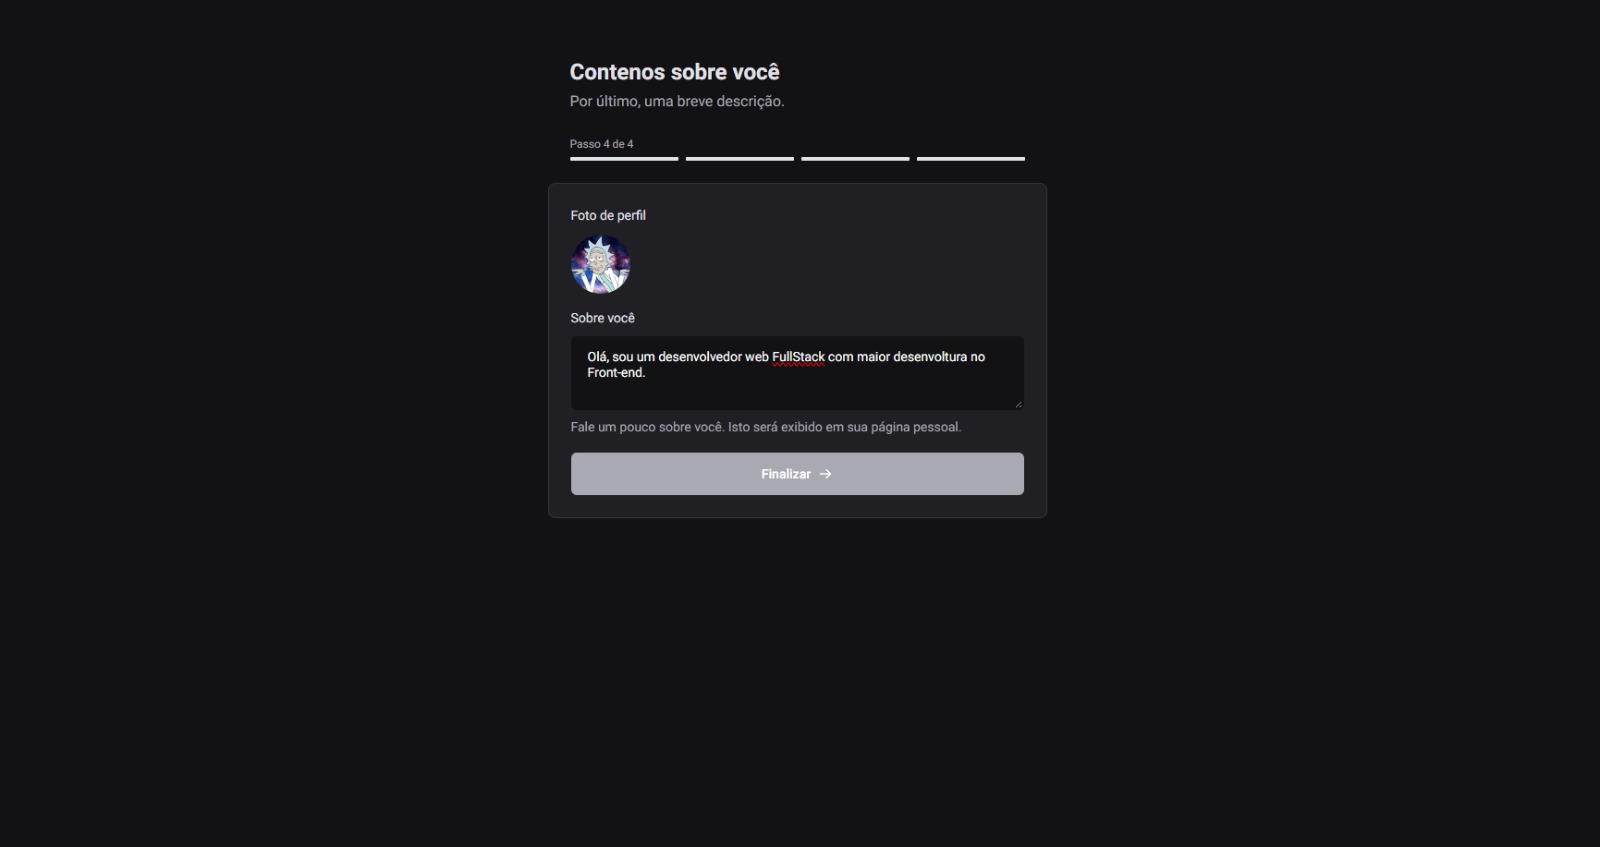 Contenos sobre você
Por último, uma breve descrição.
Passo 4 de 4
Foto de perfil
Sobre você
Olá, sou um desenvolvedor web FullStack com maior desenvoltura no
Front-end.
Fale um pouco sobre você. Isto será exibido em sua página pessoal.
Finalizar →